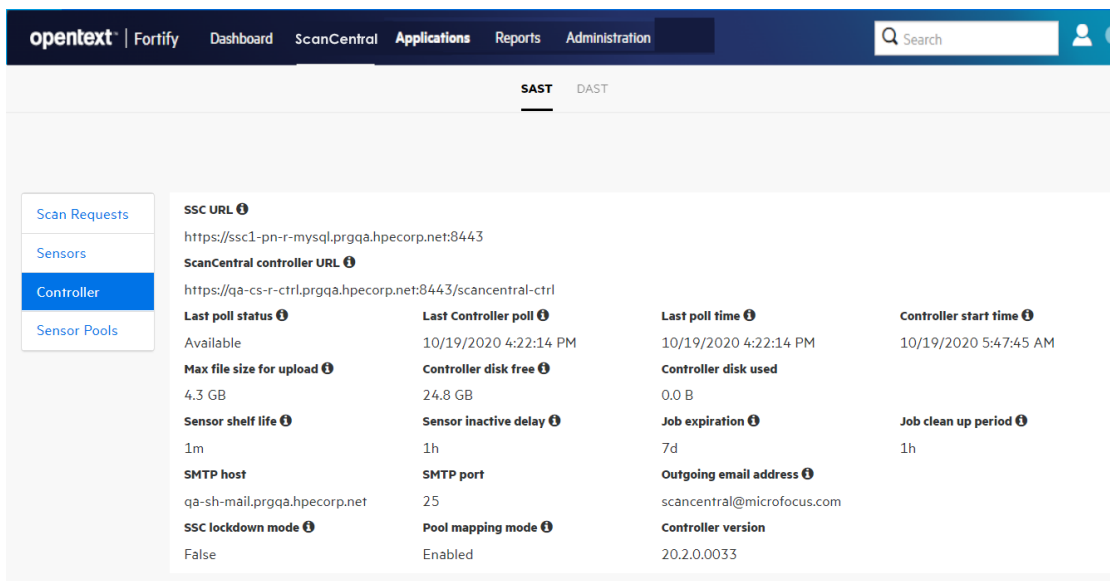 opentext™ | Fortify Dashboard ScanCentral Applications Reports Administration Search
SAST DAST
Scan Requests
Sensors
Controller
Sensor Pools
SSC URL
https://ssc1-pn-r-mysql.prgqa.hpecorp.net:8443
ScanCentral controller URL
https://qa-cs-r-ctrl.prgqa.hpecorp.net:8443/scancentral-ctrl
Last poll status Last Controller poll Last poll time Controller start time
Available 10/19/2020 4:22:14 PM 10/19/2020 4:22:14 PM 10/19/2020 5:47:45 AM
Max file size for upload Controller disk free Controller disk used
4.3 GB 24.8 GB 0.0 B
Sensor shelf life Sensor inactive delay Job expiration Job clean up period
1m 1h 7d 1h
SMTP host SMTP port Outgoing email address
qa-sh-mail.prgqa.hpecorp.net 25 scancentral@microfocus.com
SSC lockdown mode Pool mapping mode Controller version
False Enabled 20.2.0.0033